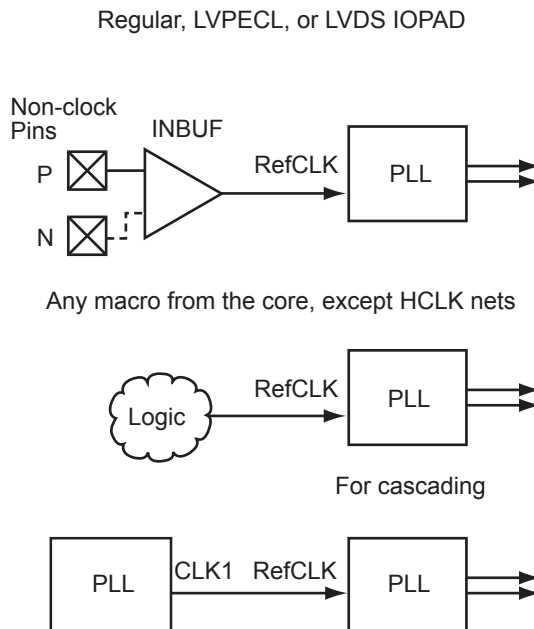 Regular, LVPECL, or LVDS IOPAD
Non-clock
Pins
INBUF
P
RefCLK
PLL
N
Any macro from the core, except HCLK nets
Logic
RefCLK
PLL
For cascading
PLL
CLK1
RefCLK
PLL